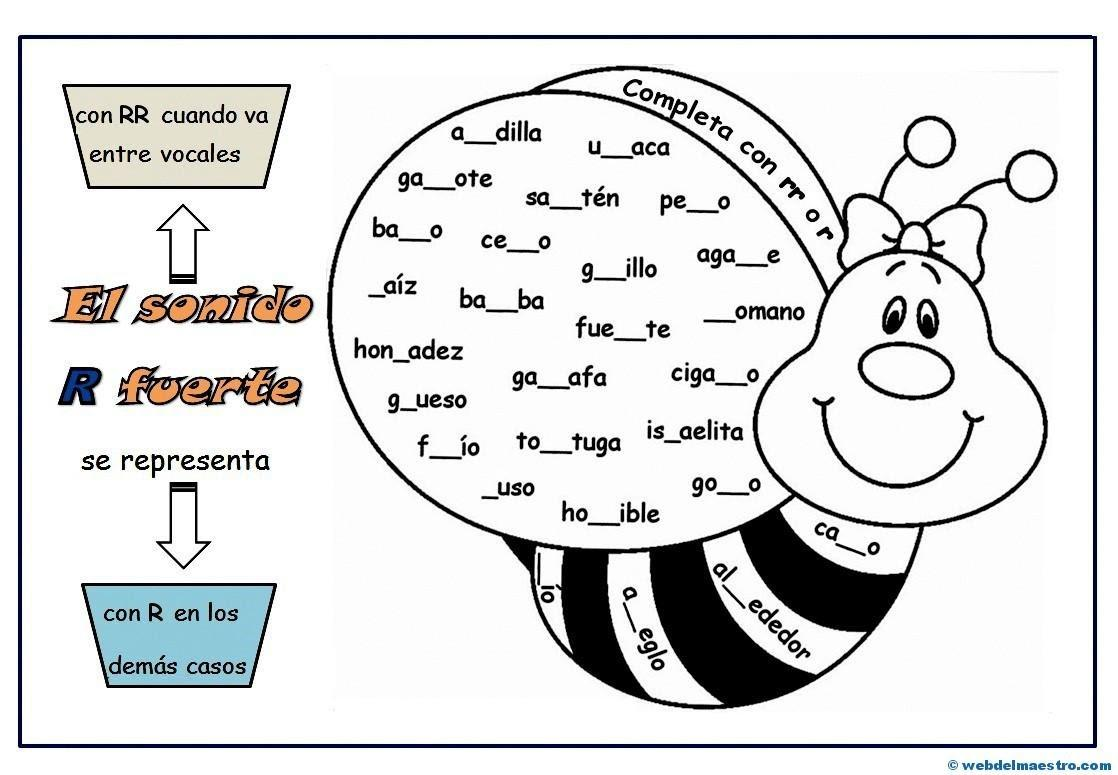 con RR cuando va
entre vocales
El sonido
R fuerte
se representa
con R en los
demás casos
Completa con rr o r
a__dilla
u__aca
ga__ote
sa__tén
pe__o
ba__o
ce__o
aga__e
g__illo
_aíz
ba__ba
__omano
fue__te
hon_adez
ga__afa
ciga__o
g_ueso
is_aelita
f__ío
to__tuga
_uso
go__o
ho__ible
ca__o
al__ededor
a__eglo
__ío
© webdelmaestro.com